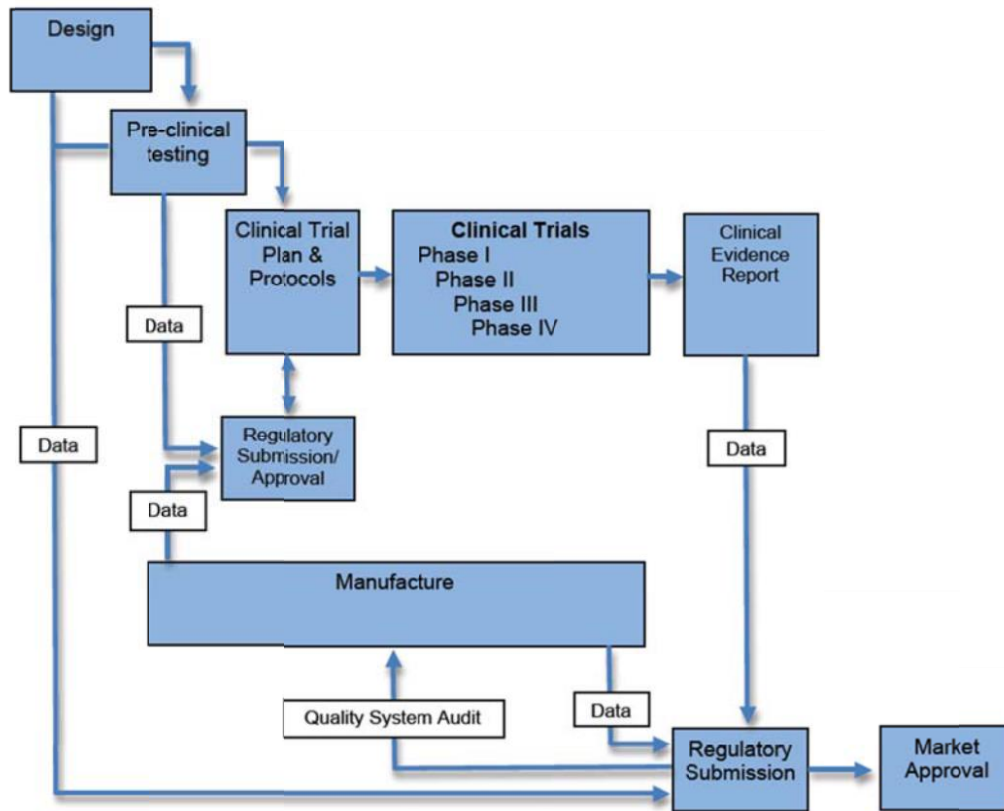 Design
Pre-clinical
testing
Clinical Trial
Plan &
Protocols
Clinical Trials
Phase I
Phase II
Phase III
Phase IV
Clinical
Evidence
Report
Data
Data
Data
Regulatory
Submission/
Approval
Data
Manufacture
Quality System Audit
Data
Regulatory
Submission
Market
Approval